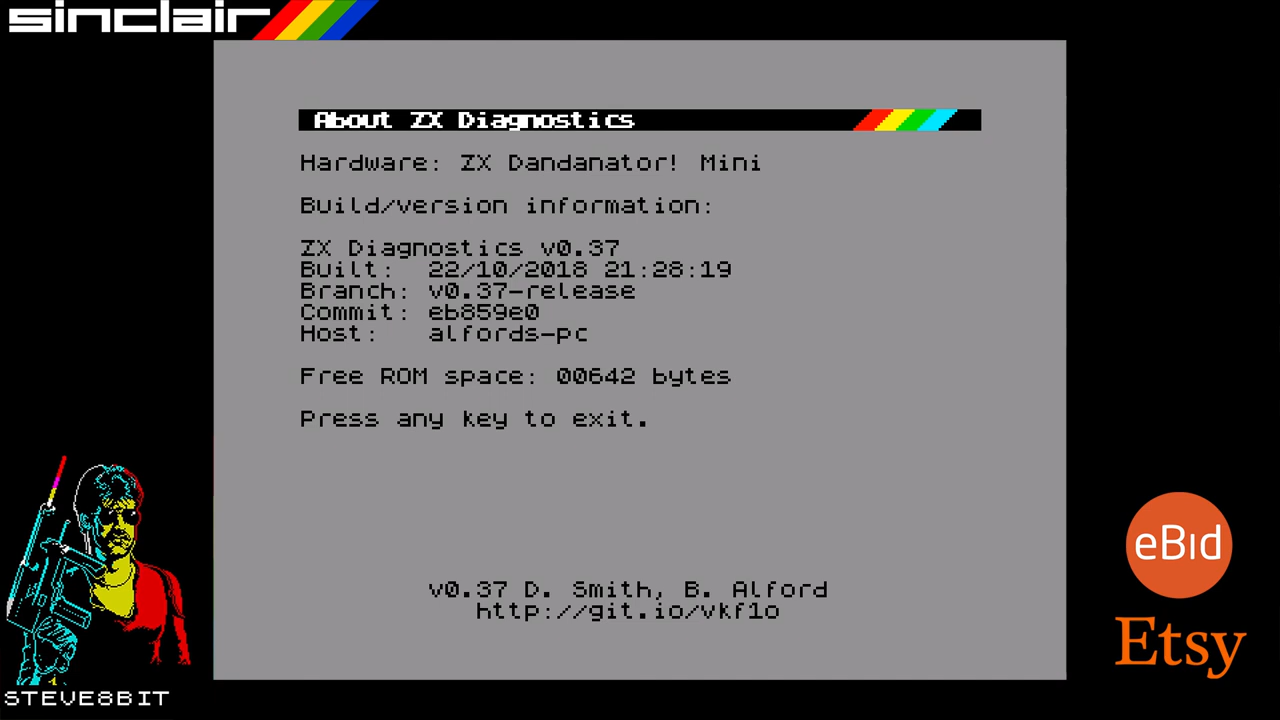 sinclair
About ZX Diagnostics
Hardware: ZX Dandanator! Mini
Build/version information:
ZX Diagnostics v0.37
Built: 22/10/2018 21:28:19
Branch: v0.37-release
Commit: eb859e0
Host: alfords-pc
Free ROM space: 00642 bytes
Press any key to exit.
eBid
v0.37 D. Smith, B. Alford
http://git.io/vkf1o
Etsy
STEVE8BIT